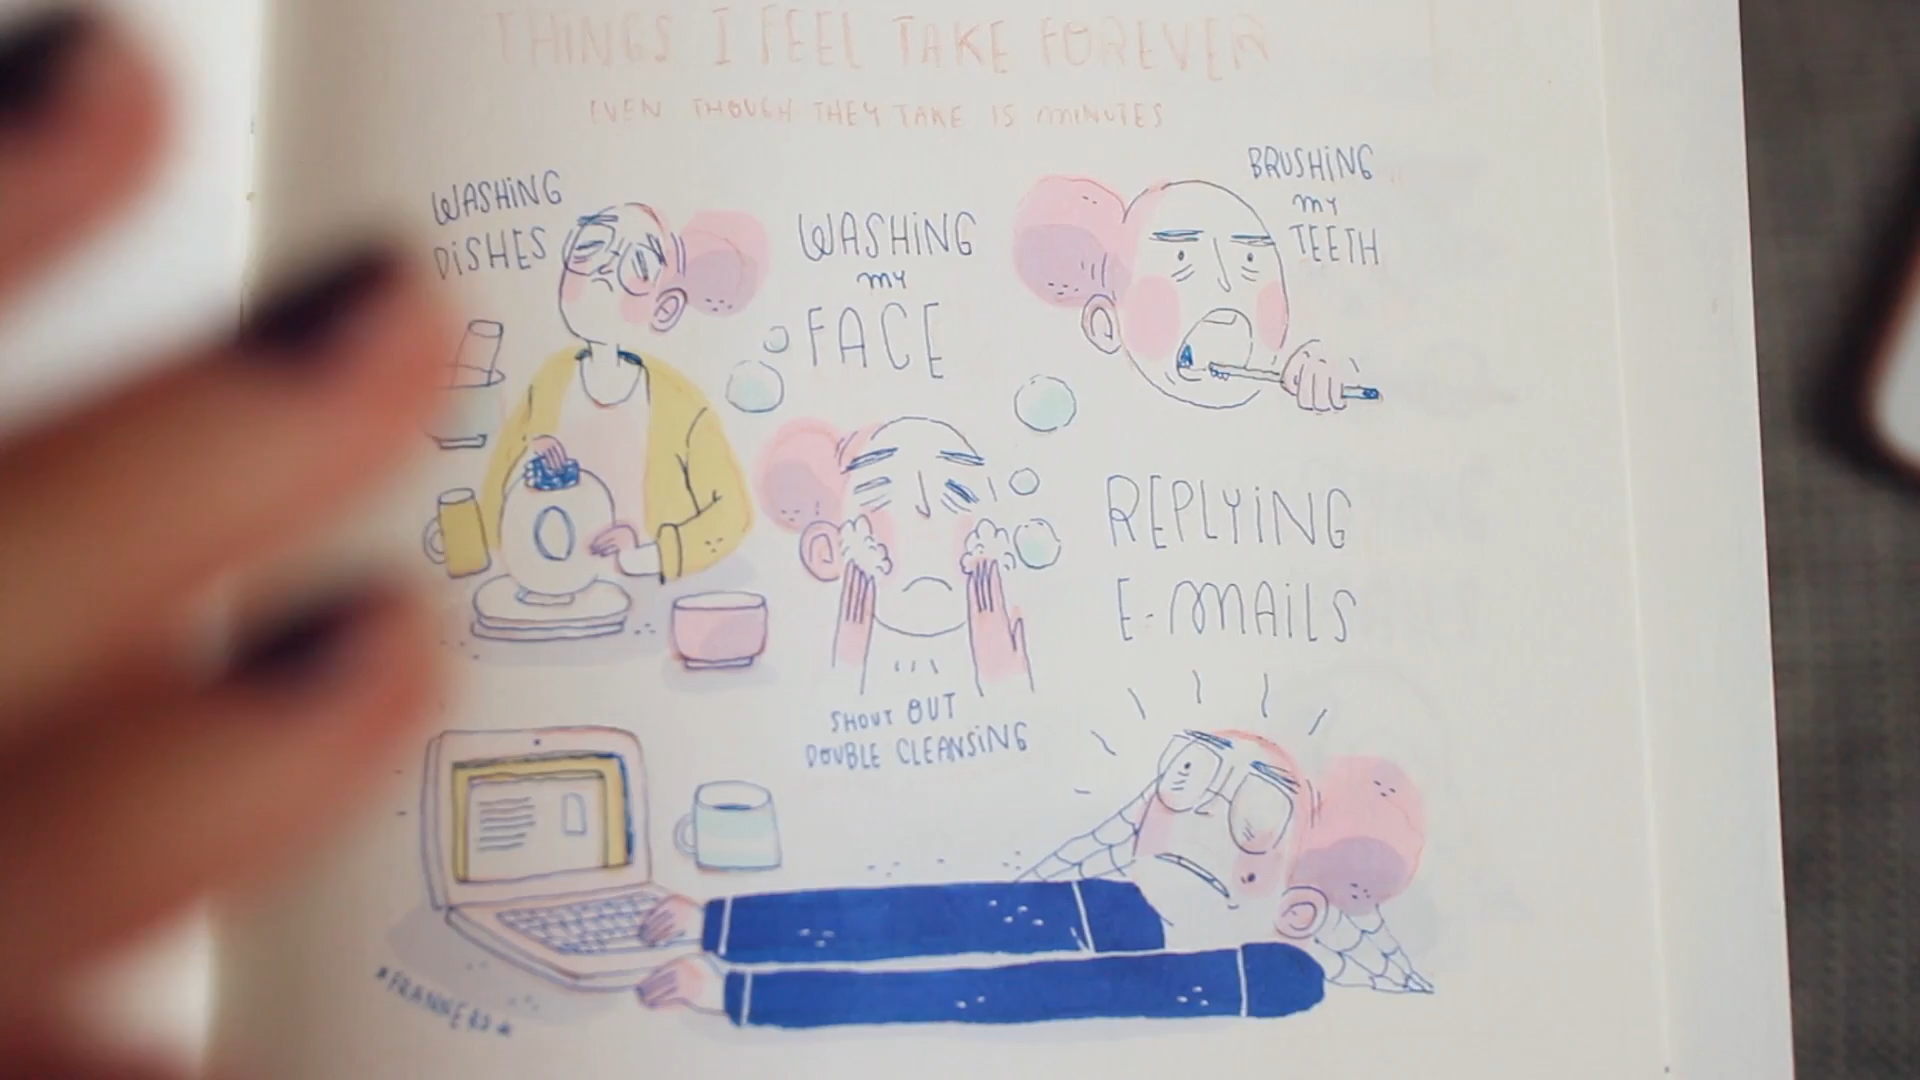 THINGS I FEEL TAKE FOREVER
EVEN THOUGH THEY TAKE 15 MINUTES
WASHING
DISHES
WASHING
MY
FACE
BRUSHING
MY
TEETH
SHOUT OUT
DOUBLE CLEANSING
REPLYING
E-MAILS